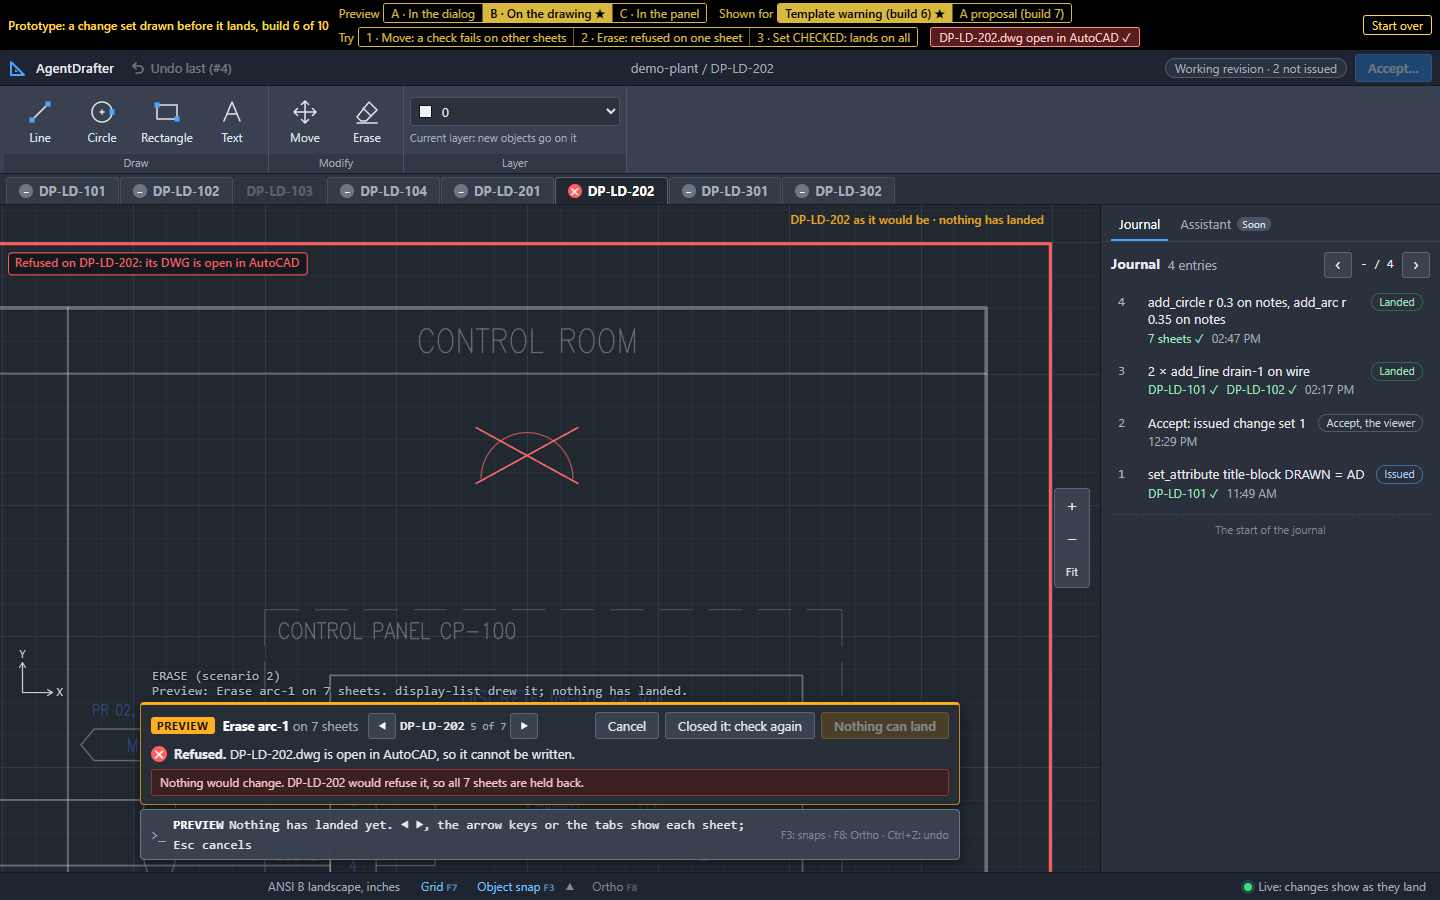 Prototype: a change set drawn before it lands, build 6 of 10
Preview A · In the dialog B · On the drawing ★ C · In the panel Shown for Template warning (build 6) ★ A proposal (build 7)
Try 1 · Move: a check fails on other sheets 2 · Erase: refused on one sheet 3 · Set CHECKED: lands on all DP-LD-202.dwg open in AutoCAD ✓
Start over
AgentDrafter Undo last (#4) demo-plant / DP-LD-202 Working revision · 2 not issued Accept...
Line Circle Rectangle Text Move Erase
0
Current layer: new objects go on it
Draw Modify Layer
DP-LD-101 DP-LD-102 DP-LD-103 DP-LD-104 DP-LD-201 DP-LD-202 DP-LD-301 DP-LD-302
DP-LD-202 as it would be · nothing has landed
Refused on DP-LD-202: its DWG is open in AutoCAD
CONTROL ROOM
CONTROL PANEL CP-100
Y
X
PR 02,
M
4
ERASE (scenario 2)
Preview: Erase arc-1 on 7 sheets. display-list drew it; nothing has landed.
PREVIEW Erase arc-1 on 7 sheets ◄ DP-LD-202 5 of 7 ► Cancel Closed it: check again Nothing can land
Refused. DP-LD-202.dwg is open in AutoCAD, so it cannot be written.
Nothing would change. DP-LD-202 would refuse it, so all 7 sheets are held back.
>_ PREVIEW Nothing has landed yet. ◄ ►, the arrow keys or the tabs show each sheet;
Esc cancels
F3: snaps · F8: Ortho · Ctrl+Z: undo
+
−
Fit
Journal Assistant Soon
Journal 4 entries ‹ - / 4 ›
4 add_circle r 0.3 on notes, add_arc r Landed
0.35 on notes
7 sheets ✓ 02:47 PM
3 2 × add_line drain-1 on wire Landed
DP-LD-101 ✓ DP-LD-102 ✓ 02:17 PM
2 Accept: issued change set 1 Accept, the viewer
12:29 PM
1 set_attribute title-block DRAWN = AD Issued
DP-LD-101 ✓ 11:49 AM
The start of the journal
ANSI B landscape, inches Grid F7 Object snap F3 ▲ Ortho F8 Live: changes show as they land